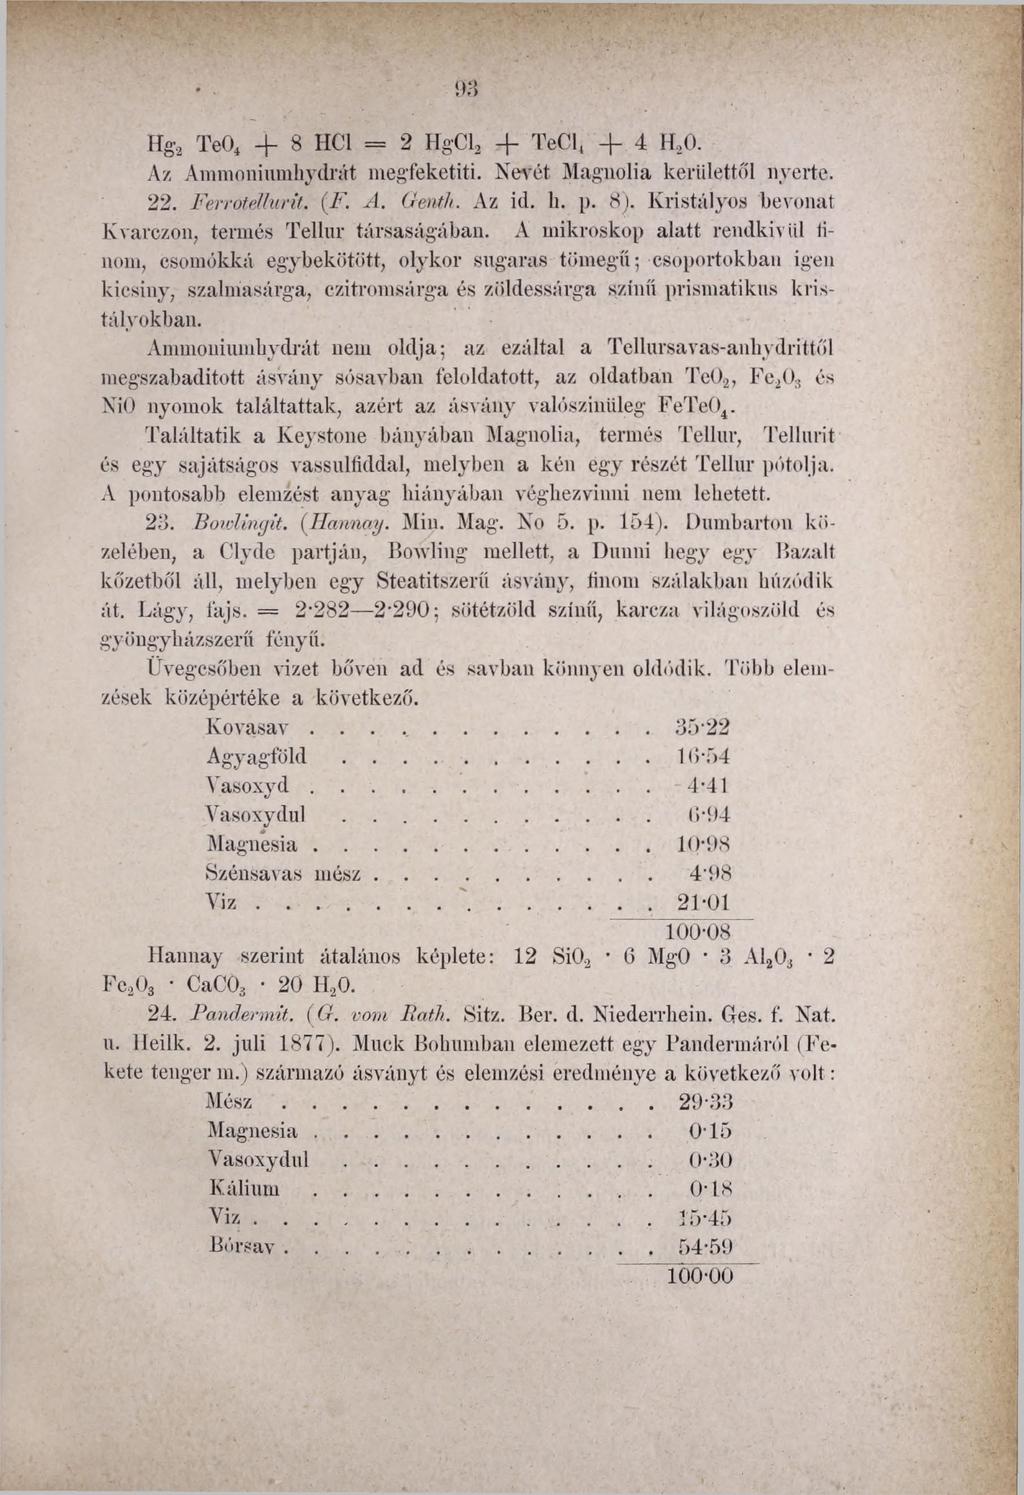 93
Hg₂ TeO₄ + 8 HCl = 2 HgCl₂ + TeCl₄ + 4 H₂O.
Az Ammoniumhydrát megfeketiti. Nevét Magnolia kerülettől nyerte.
22. Ferrotellurit. (F. A. Genth. Az id. h. p. 8). Kristályos bevonat
Kvarczon, termés Tellur társaságában. A mikroskop alatt rendkivül fi-
nom, csomókká egybekötött, olykor sugaras tömegű; csoportokban igen
kicsiny, szalmasárga, czitromsárga és zöldessárga színű prismatikus kris-
tályokban.
Ammoniumhydrát nem oldja; az ezáltal a Tellursavas-anhydrittől
megszabaditott ásvány sósavban feloldatott, az oldatban TeO₂, Fe₂O₃ és
NiO nyomok találtattak, azért az ásvány valószinüleg FeTeO₄.
Találtatik a Keystone bányában Magnolia, termés Tellur, Tellurit
és egy sajátságos vassulfiddal, melyben a kén egy részét Tellur pótolja.
A pontosabb elemzést anyag hiányában véghezvinni nem lehetett.
23. Bowlingit. (Hannay. Min. Mag. No 5. p. 154). Dumbarton kö-
zelében, a Clyde partján, Bowling mellett, a Dunni hegy egy Bazalt
kőzetből áll, melyben egy Steatitszerű ásvány, finom szálakban húzódik
át. Lágy, fajs. = 2·282—2·290; sötétzöld színű, karcza világoszöld és
gyöngyházszerű fényű.
Üvegcsőben vizet bőven ad és savban könnyen oldódik. Több elem-
zések középértéke a következő.
Kovasav . . . . . . . . . . . . 35·22
Agyagföld . . . . . . . . . . . 16·54
Vasoxyd . . . . . . . . . . . . 4·41
Vasoxydul . . . . . . . . . . . 6·94
Magnesia . . . . . . . . . . . . 10·98
Szénsavas mész . . . . . . . . . . 4·98
Viz . . . . . . . . . . . . . . 21·01
100·08
Hannay szerint átalános képlete: 12 SiO₂ · 6 MgO · 3 Al₂O₃ · 2
Fe₂O₃ · CaCO₃ · 20 H₂O.
24. Pandermit. (G. vom Rath. Sitz. Ber. d. Niederrhein. Ges. f. Nat.
u. Heilk. 2. juli 1877). Muck Bohumban elemezett egy Pandermáról (Fe-
kete tenger m.) származó ásványt és elemzési eredménye a következő volt:
Mész . . . . . . . . . . . . . 29·33
Magnesia . . . . . . . . . . . . 0·15
Vasoxydul . . . . . . . . . . . 0·30
Kálium . . . . . . . . . . . . 0·18
Viz . . . . . . . . . . . . . . 15·45
Bórsav . . . . . . . . . . . . . 54·59
100·00